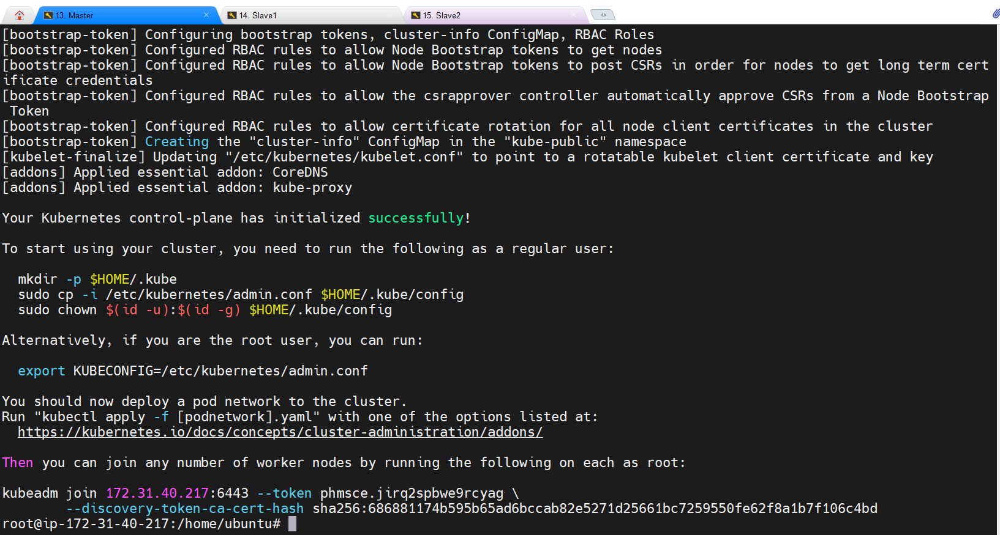 13. Master
14. Slave1
15. Slave2
[bootstrap-token] Configuring bootstrap tokens, cluster-info ConfigMap, RBAC Roles
[bootstrap-token] Configured RBAC rules to allow Node Bootstrap tokens to get nodes
[bootstrap-token] Configured RBAC rules to allow Node Bootstrap tokens to post CSRs in order for nodes to get long term cert
ificate credentials
[bootstrap-token] Configured RBAC rules to allow the csrapprover controller automatically approve CSRs from a Node Bootstrap
 Token
[bootstrap-token] Configured RBAC rules to allow certificate rotation for all node client certificates in the cluster
[bootstrap-token] Creating the "cluster-info" ConfigMap in the "kube-public" namespace
[kubelet-finalize] Updating "/etc/kubernetes/kubelet.conf" to point to a rotatable kubelet client certificate and key
[addons] Applied essential addon: CoreDNS
[addons] Applied essential addon: kube-proxy

Your Kubernetes control-plane has initialized successfully!

To start using your cluster, you need to run the following as a regular user:

  mkdir -p $HOME/.kube
  sudo cp -i /etc/kubernetes/admin.conf $HOME/.kube/config
  sudo chown $(id -u):$(id -g) $HOME/.kube/config

Alternatively, if you are the root user, you can run:

  export KUBECONFIG=/etc/kubernetes/admin.conf

You should now deploy a pod network to the cluster.
Run "kubectl apply -f [podnetwork].yaml" with one of the options listed at:
  https://kubernetes.io/docs/concepts/cluster-administration/addons/

Then you can join any number of worker nodes by running the following on each as root:

kubeadm join 172.31.40.217:6443 --token phmsce.jirq2spbwe9rcyag \
        --discovery-token-ca-cert-hash sha256:686881174b595b65ad6bccab82e5271d25661bc7259550fe62f8a1b7f106c4bd
root@ip-172-31-40-217:/home/ubuntu#